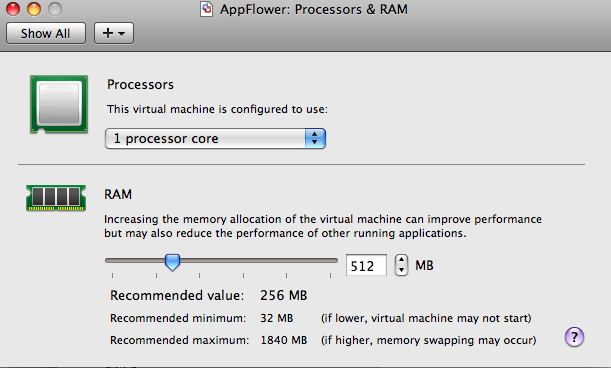 AppFlower: Processors & RAM
Show All
Processors
This virtual machine is configured to use:
1 processor core
RAM
Increasing the memory allocation of the virtual machine can improve performance
but may also reduce the performance of other running applications.
512 MB
Recommended value: 256 MB
Recommended minimum: 32 MB (if lower, virtual machine may not start)
Recommended maximum: 1840 MB (if higher, memory swapping may occur)
?